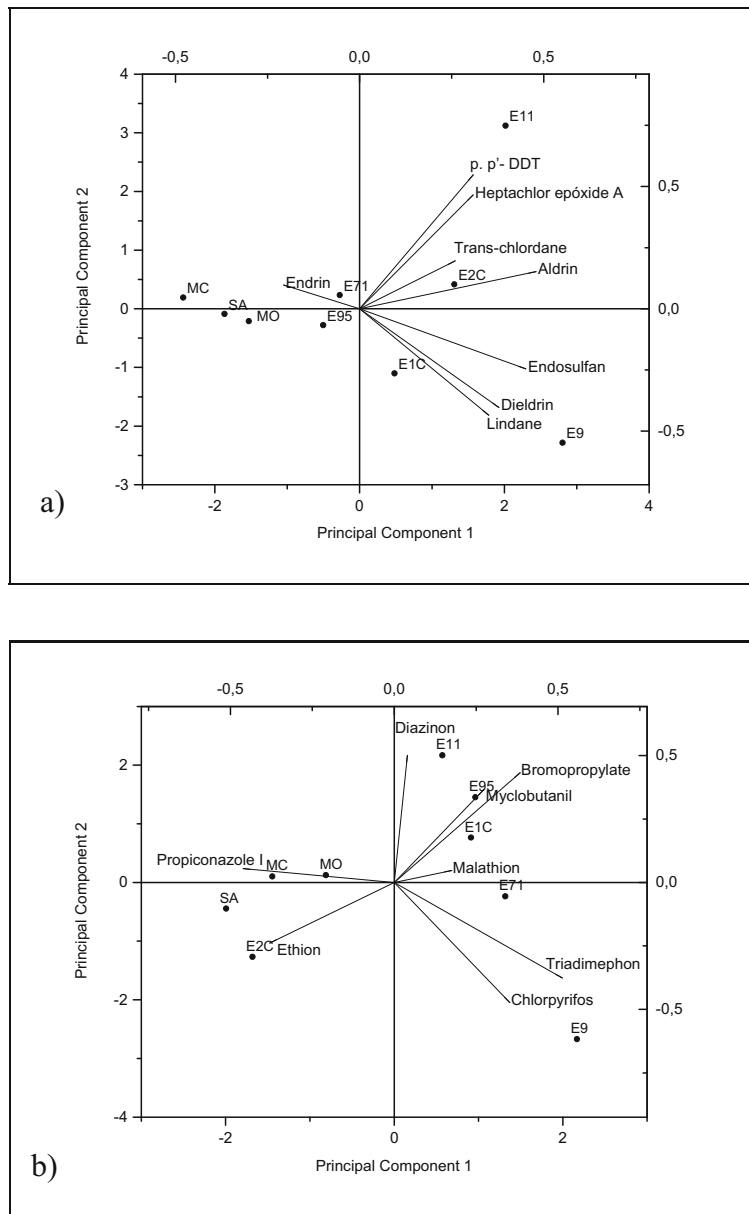 -0,5 0,0 0,5
4
3
2
1
0
-1
-2
-3
Principal Component 2
E11
p. p'- DDT
Heptachlor epóxide A
0,5
Trans-chlordane
Aldrin
Endrin
E71
E2C
MC
SA
MO
E95
0,0
E1C
Endosulfan
Dieldrin
Lindane
E9
-0,5
-2 0 2 4
Principal Component 1
a)
-0,5 0,0 0,5
2
0
-2
-4
Principal Component 2
Diazinon
E11
0,5
Bromopropylate
E95
Myclobutanil
E1C
Propiconazole I
MC
MO
Malathion
0,0
SA
E71
E2C
Ethion
Triadimephon
Chlorpyrifos
-0,5
E9
-2 0 2
Principal Component 1
b)